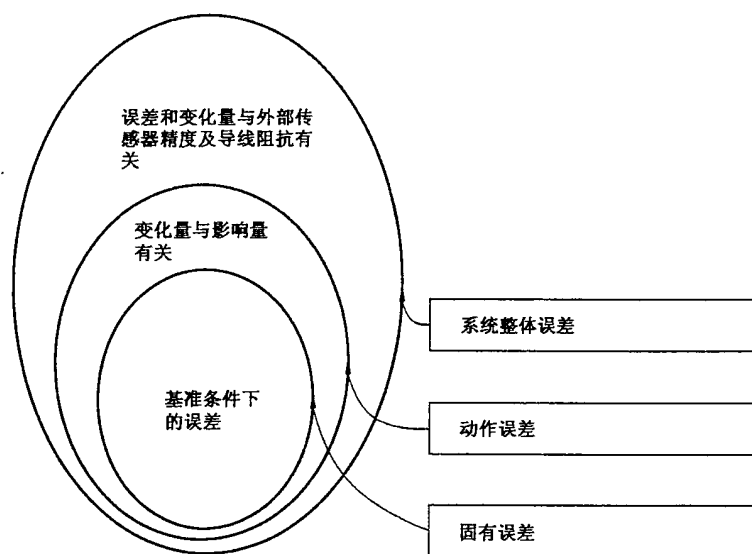 误差和变化量与外部传
感器精度及导线阻抗有
关
变化量与影响量
有关
基准条件下
的误差
系统整体误差
动作误差
固有误差